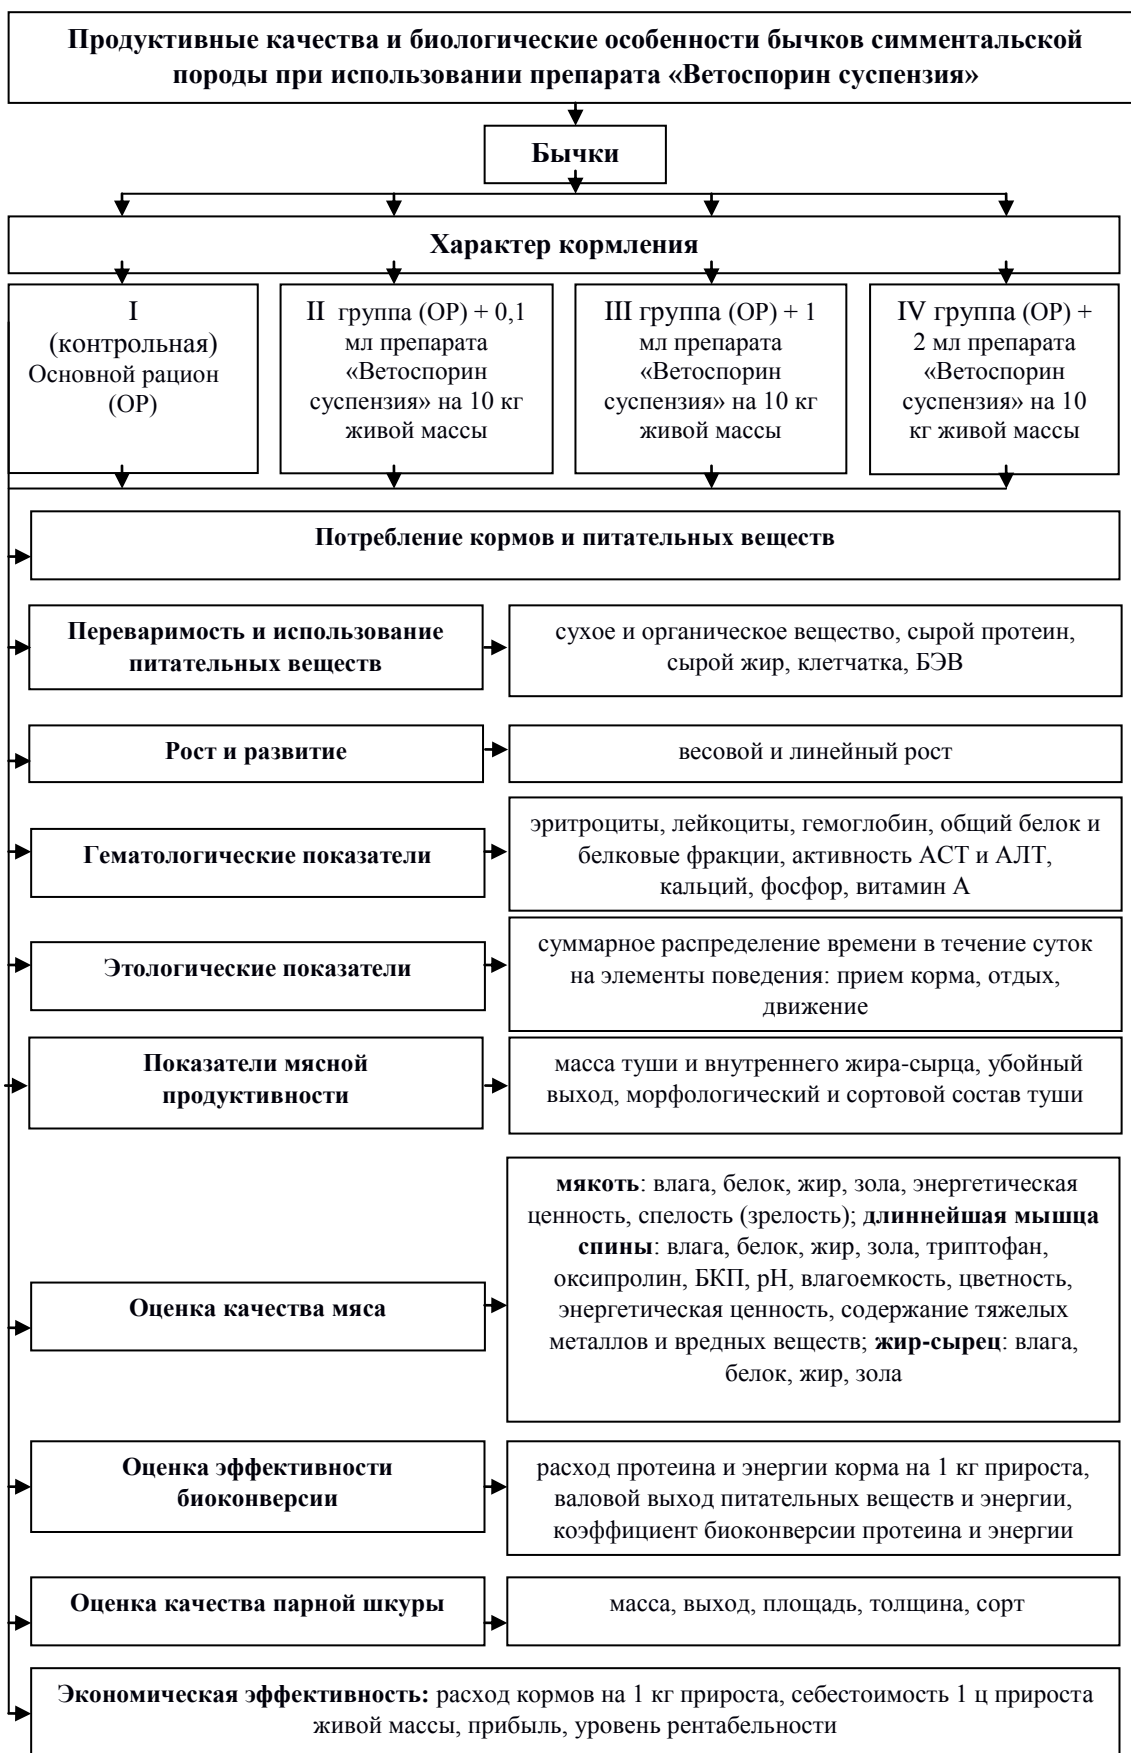 Продуктивные качества и биологические особенности бычков симментальской
породы при использовании препарата «Ветоспорин суспензия»
Бычки
Характер кормления
I
(контрольная)
Основной рацион
(ОР)
II группа (ОР) + 0,1
мл препарата
«Ветоспорин
суспензия» на 10 кг
живой массы
III группа (ОР) + 1
мл препарата
«Ветоспорин
суспензия» на 10 кг
живой массы
IV группа (ОР) +
2 мл препарата
«Ветоспорин
суспензия» на 10
кг живой массы
Потребление кормов и питательных веществ
Переваримость и использование
питательных веществ
сухое и органическое вещество, сырой протеин,
сырой жир, клетчатка, БЭВ
Рост и развитие
весовой и линейный рост
Гематологические показатели
эритроциты, лейкоциты, гемоглобин, общий белок и
белковые фракции, активность АСТ и АЛТ,
кальций, фосфор, витамин А
Этологические показатели
суммарное распределение времени в течение суток
на элементы поведения: прием корма, отдых,
движение
Показатели мясной
продуктивности
масса туши и внутреннего жира-сырца, убойный
выход, морфологический и сортовой состав туши
Оценка качества мяса
мякоть: влага, белок, жир, зола, энергетическая
ценность, спелость (зрелость); длиннейшая мышца
спины: влага, белок, жир, зола, триптофан,
оксипролин, БКП, pH, влагоемкость, цветность,
энергетическая ценность, содержание тяжелых
металлов и вредных веществ; жир-сырец: влага,
белок, жир, зола
Оценка эффективности
биоконверсии
расход протеина и энергии корма на 1 кг прироста,
валовой выход питательных веществ и энергии,
коэффициент биоконверсии протеина и энергии
Оценка качества парной шкуры
масса, выход, площадь, толщина, сорт
Экономическая эффективность: расход кормов на 1 кг прироста, себестоимость 1 ц прироста
живой массы, прибыль, уровень рентабельности